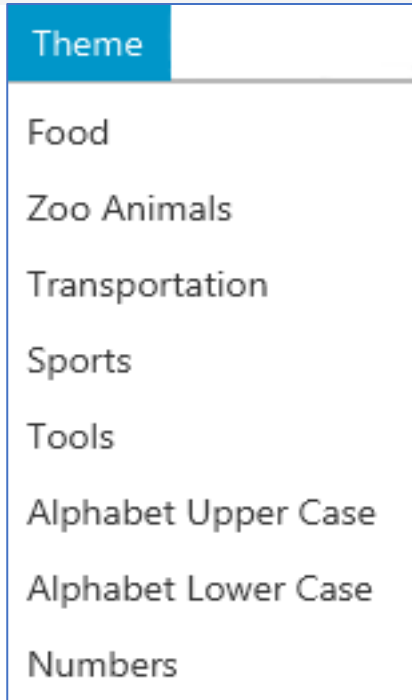 Theme
Food
Zoo Animals
Transportation
Sports
Tools
Alphabet Upper Case
Alphabet Lower Case
Numbers